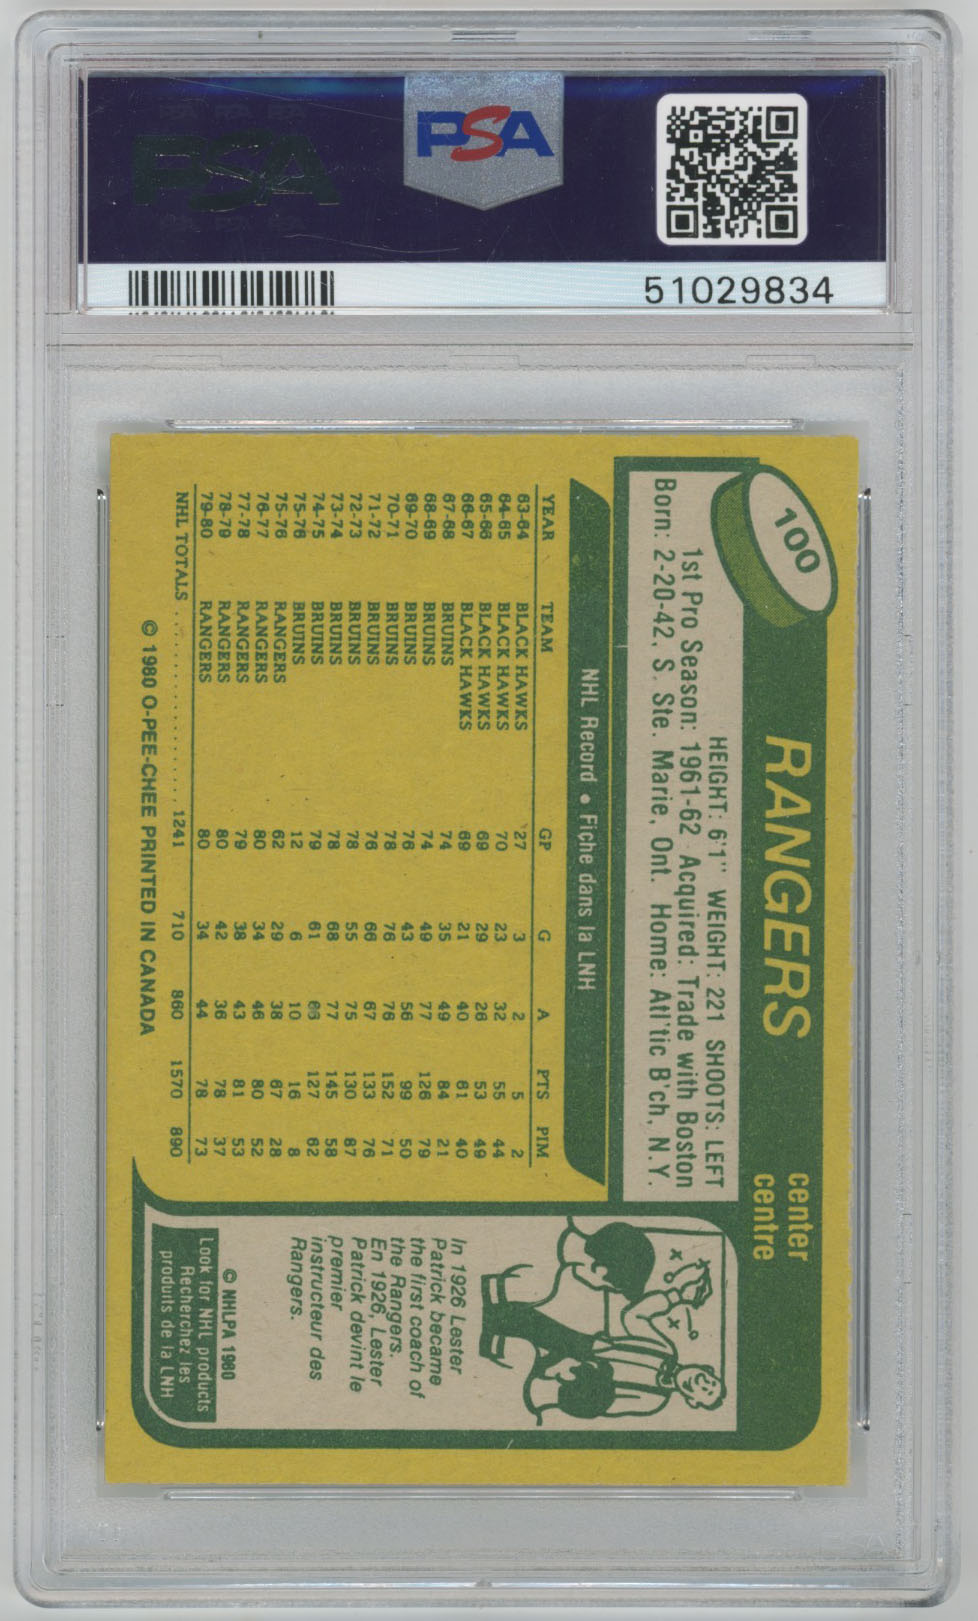 PSA
PSA
51029834
100
RANGERS
center
centre
HEIGHT: 6'1" WEIGHT: 221 SHOOTS: LEFT
1st Pro Season: 1961-62 Acquired: Trade with Boston
Born: 2-20-42, S. Ste. Marie, Ont. Home: Atl'tic B'ch, N.Y.
NHL Record • Fiche dans la LNH
YEAR TEAM GP G A PTS PIM
63-64 BLACK HAWKS 27 3 2 5 2
64-65 BLACK HAWKS 70 23 32 55 44
65-66 BLACK HAWKS 69 29 28 53 49
66-67 BLACK HAWKS 69 21 40 61 40
67-68 BRUINS 74 35 49 84 21
68-69 BRUINS 74 49 77 126 79
69-70 BRUINS 76 43 56 99 50
70-71 BRUINS 78 76 76 152 71
71-72 BRUINS 76 66 67 133 76
72-73 BRUINS 78 55 75 130 87
73-74 BRUINS 78 68 77 145 58
74-75 BRUINS 79 61 66 127 62
75-76 BRUINS 12 6 10 16 8
75-76 RANGERS 62 29 38 67 28
76-77 RANGERS 80 34 46 80 52
77-78 RANGERS 79 38 43 81 53
78-79 RANGERS 80 42 36 78 37
79-80 RANGERS 80 34 44 78 73
NHL TOTALS .................... 1241 710 860 1570 890
© 1980 O-PEE-CHEE PRINTED IN CANADA
x
x
In 1926 Lester
Patrick became
the first coach of
the Rangers.
En 1926, Lester
Patrick devint le
premier
instructeur des
Rangers.
© NHLPA 1980
Look for NHL products
Recherchez les
produits de la LNH